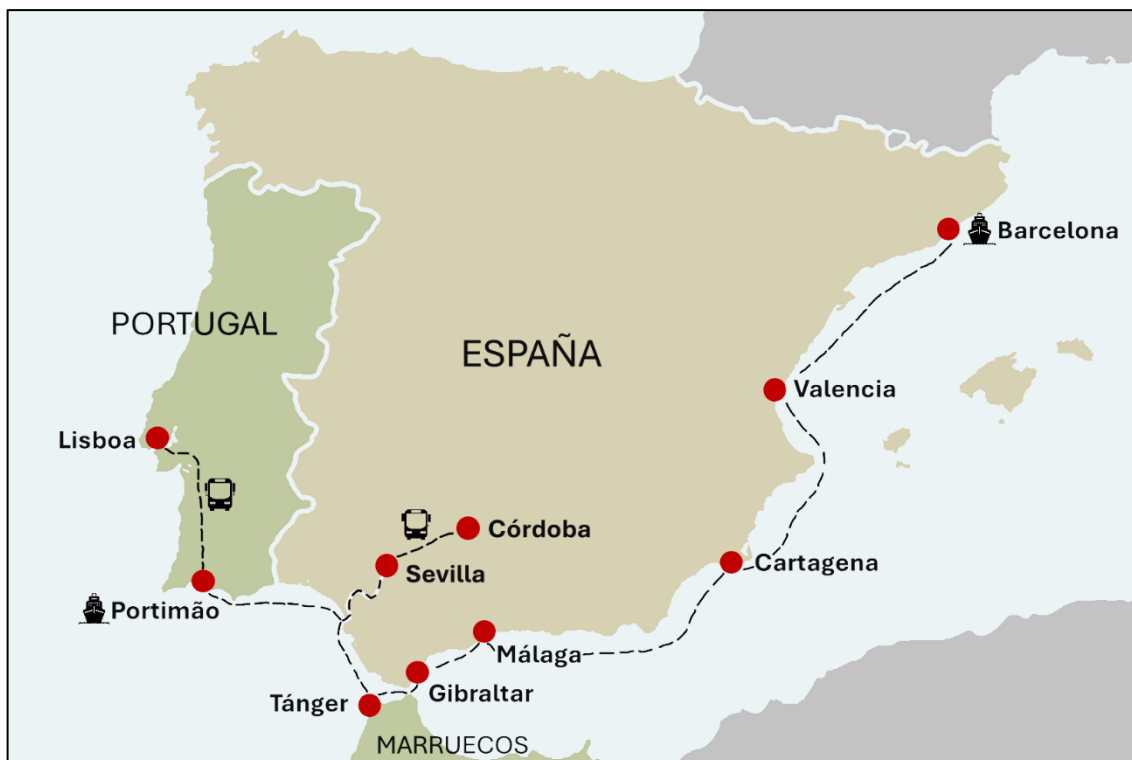 Barcelona
PORTUGAL
ESPAÑA
Valencia
Lisboa
Córdoba
Sevilla
Cartagena
Portimão
Málaga
Gibraltar
Tánger
MARRUECOS